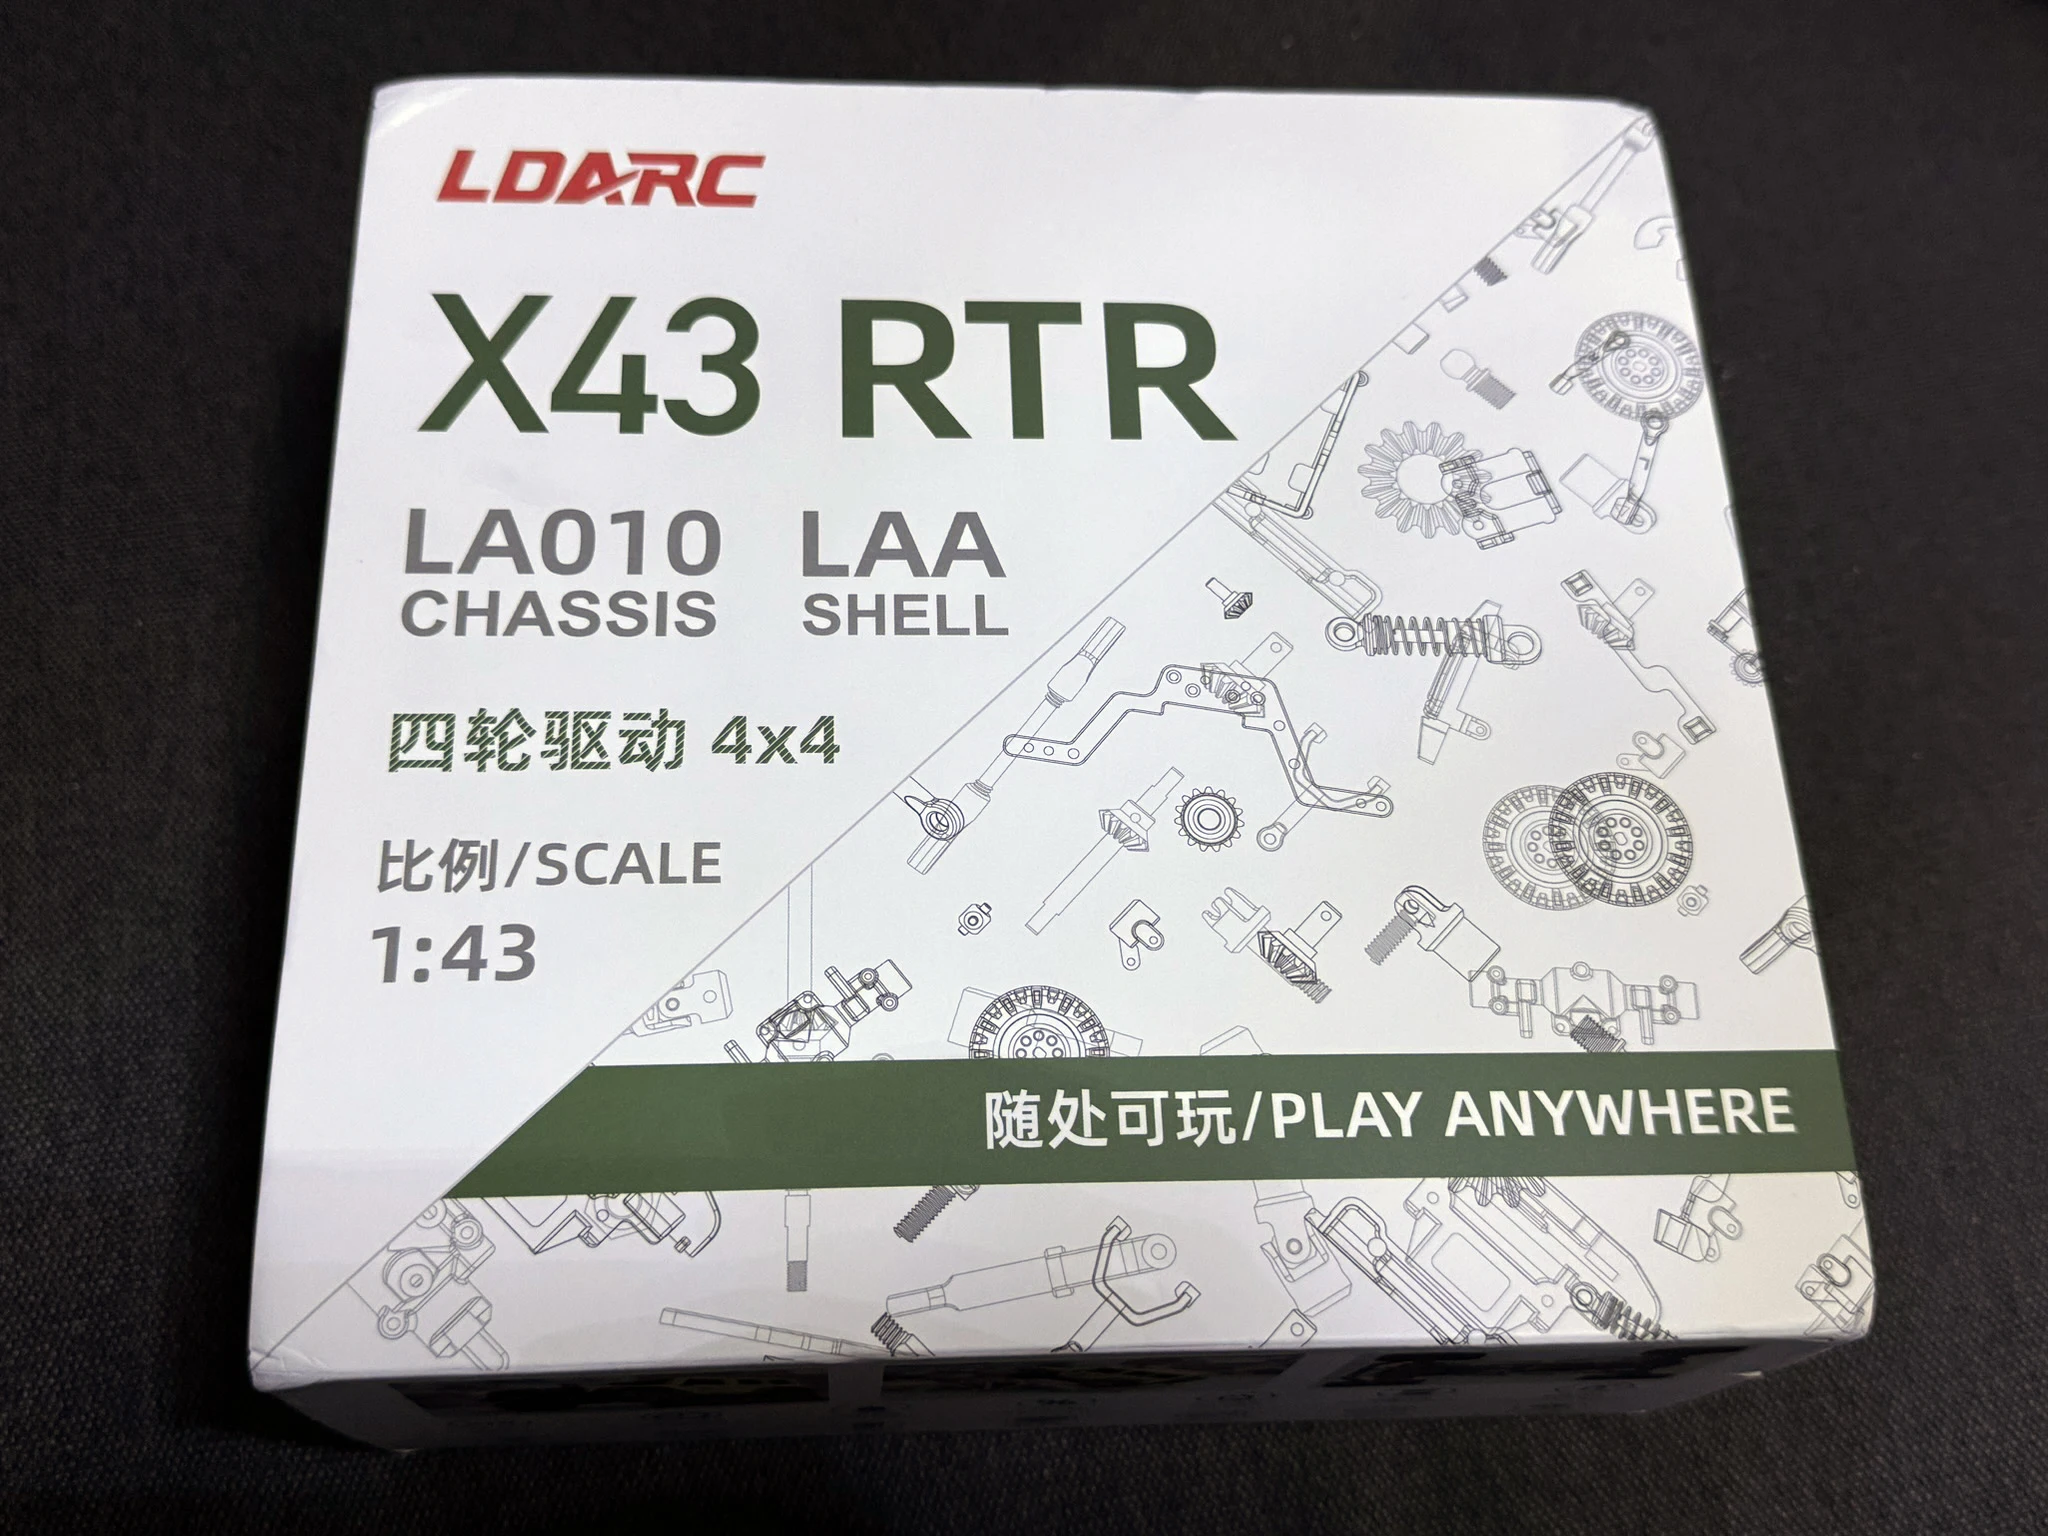 LDARC
X43 RTR
LA010 LAA
CHASSIS SHELL
四轮驱动 4x4
比例/SCALE
1:43
随处可玩/PLAY ANYWHERE